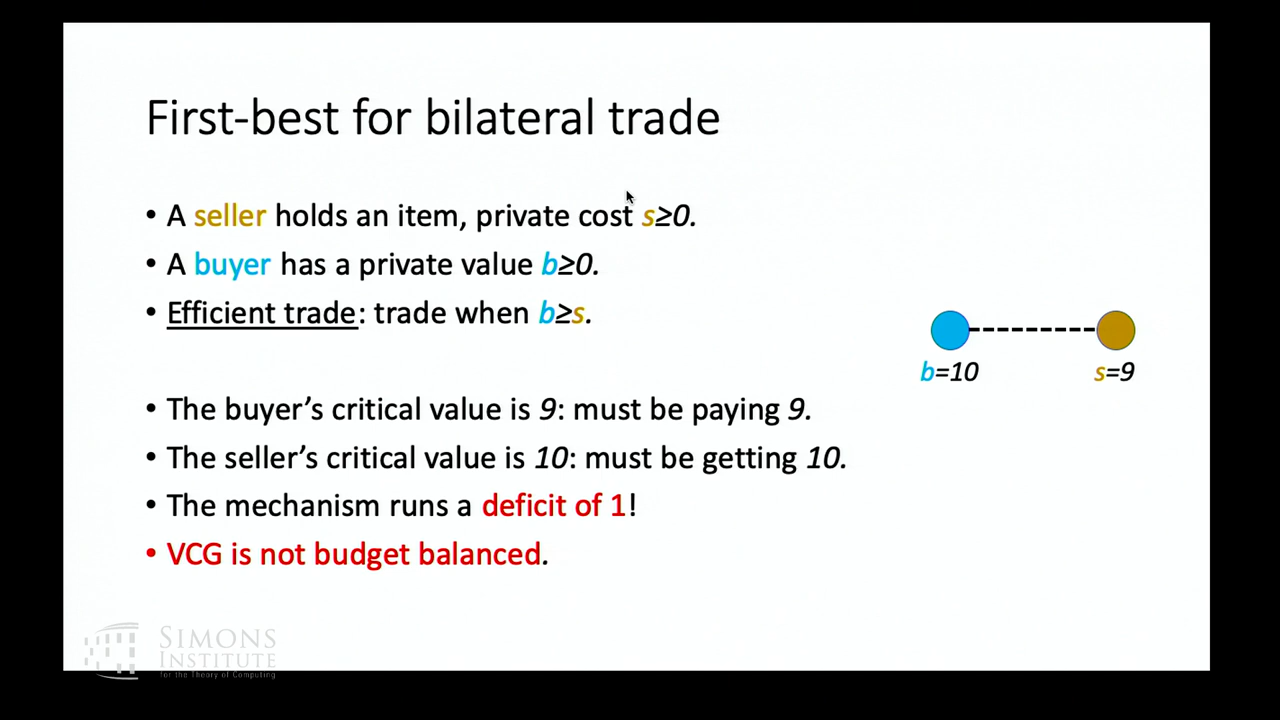 First-best for bilateral trade
• A seller holds an item, private cost s≥0.
• A buyer has a private value b≥0.
• Efficient trade: trade when b≥s.
b=10
s=9
• The buyer’s critical value is 9: must be paying 9.
• The seller’s critical value is 10: must be getting 10.
• The mechanism runs a deficit of 1!
• VCG is not budget balanced.
SIMONS
INSTITUTE
for the Theory of Computing